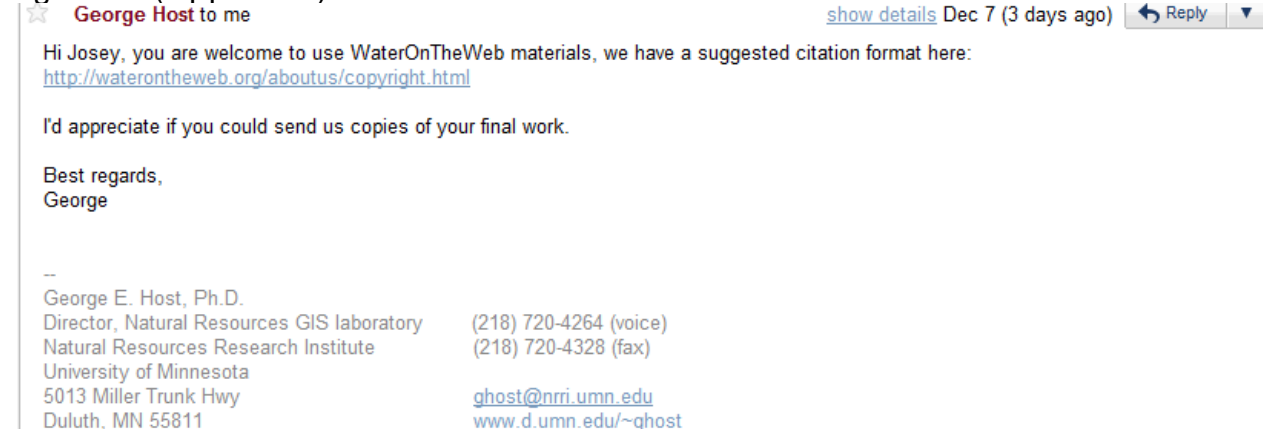 George Host to me show details Dec 7 (3 days ago) Reply
Hi Josey, you are welcome to use WaterOnTheWeb materials, we have a suggested citation format here:
http://waterontheweb.org/aboutus/copyright.html
I'd appreciate if you could send us copies of your final work.
Best regards,
George
--
George E. Host, Ph.D.
Director, Natural Resources GIS laboratory (218) 720-4264 (voice)
Natural Resources Research Institute (218) 720-4328 (fax)
University of Minnesota
5013 Miller Trunk Hwy ghost@nrri.umn.edu
Duluth, MN 55811 www.d.umn.edu/~ghost